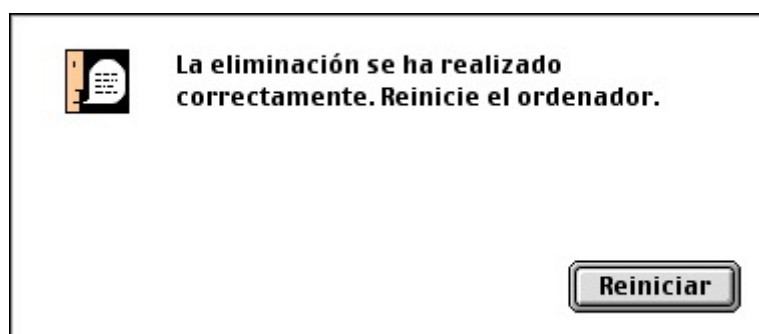 La eliminación se ha realizado
correctamente. Reinicie el ordenador.
Reiniciar